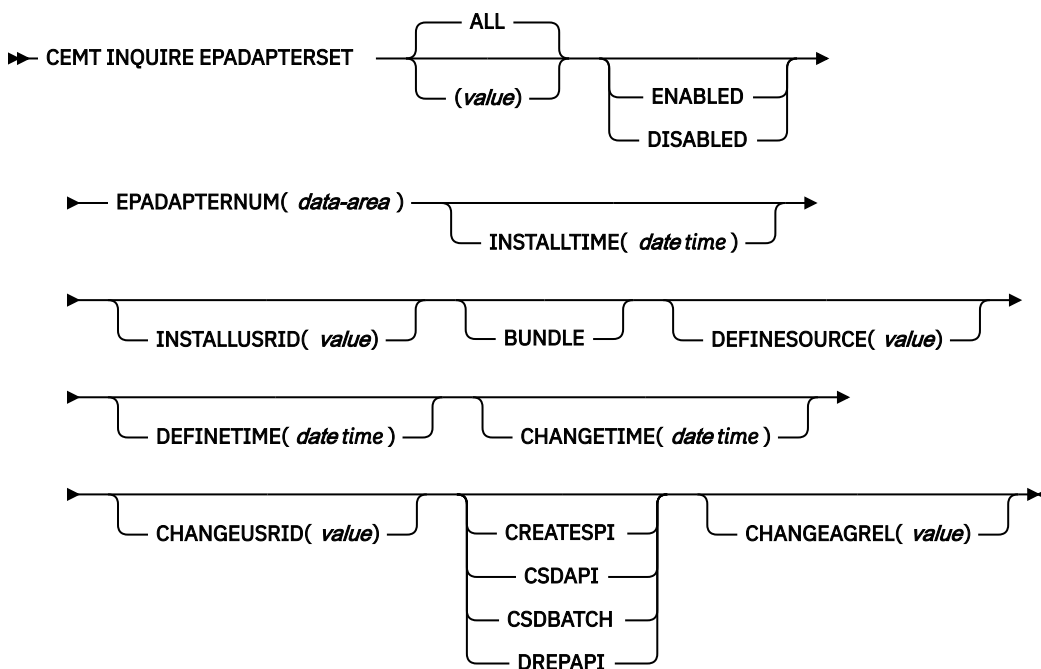 ALL
CEMT INQUIRE EPADAPTERSET
(value)
ENABLED
DISABLED
EPADAPTERNUM( data-area )
INSTALLTIME( date time )
INSTALLUSRID( value)
BUNDLE
DEFINESOURCE( value)
DEFINETIME( date time )
CHANGETIME( date time )
CHANGEUSRID( value)
CREATESPI
CHANGEAGREL( value)
CSDAPI
CSDBATCH
DREPAPI